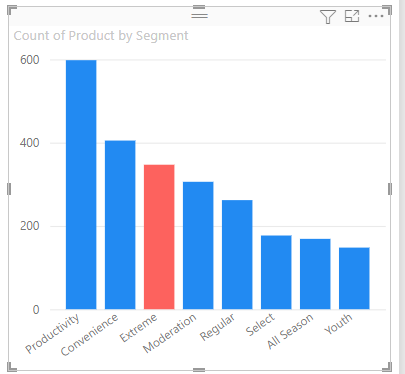 Count of Product by Segment
600
400
200
0
Productivity
Convenience
Extreme
Moderation
Regular
Select
All Season
Youth